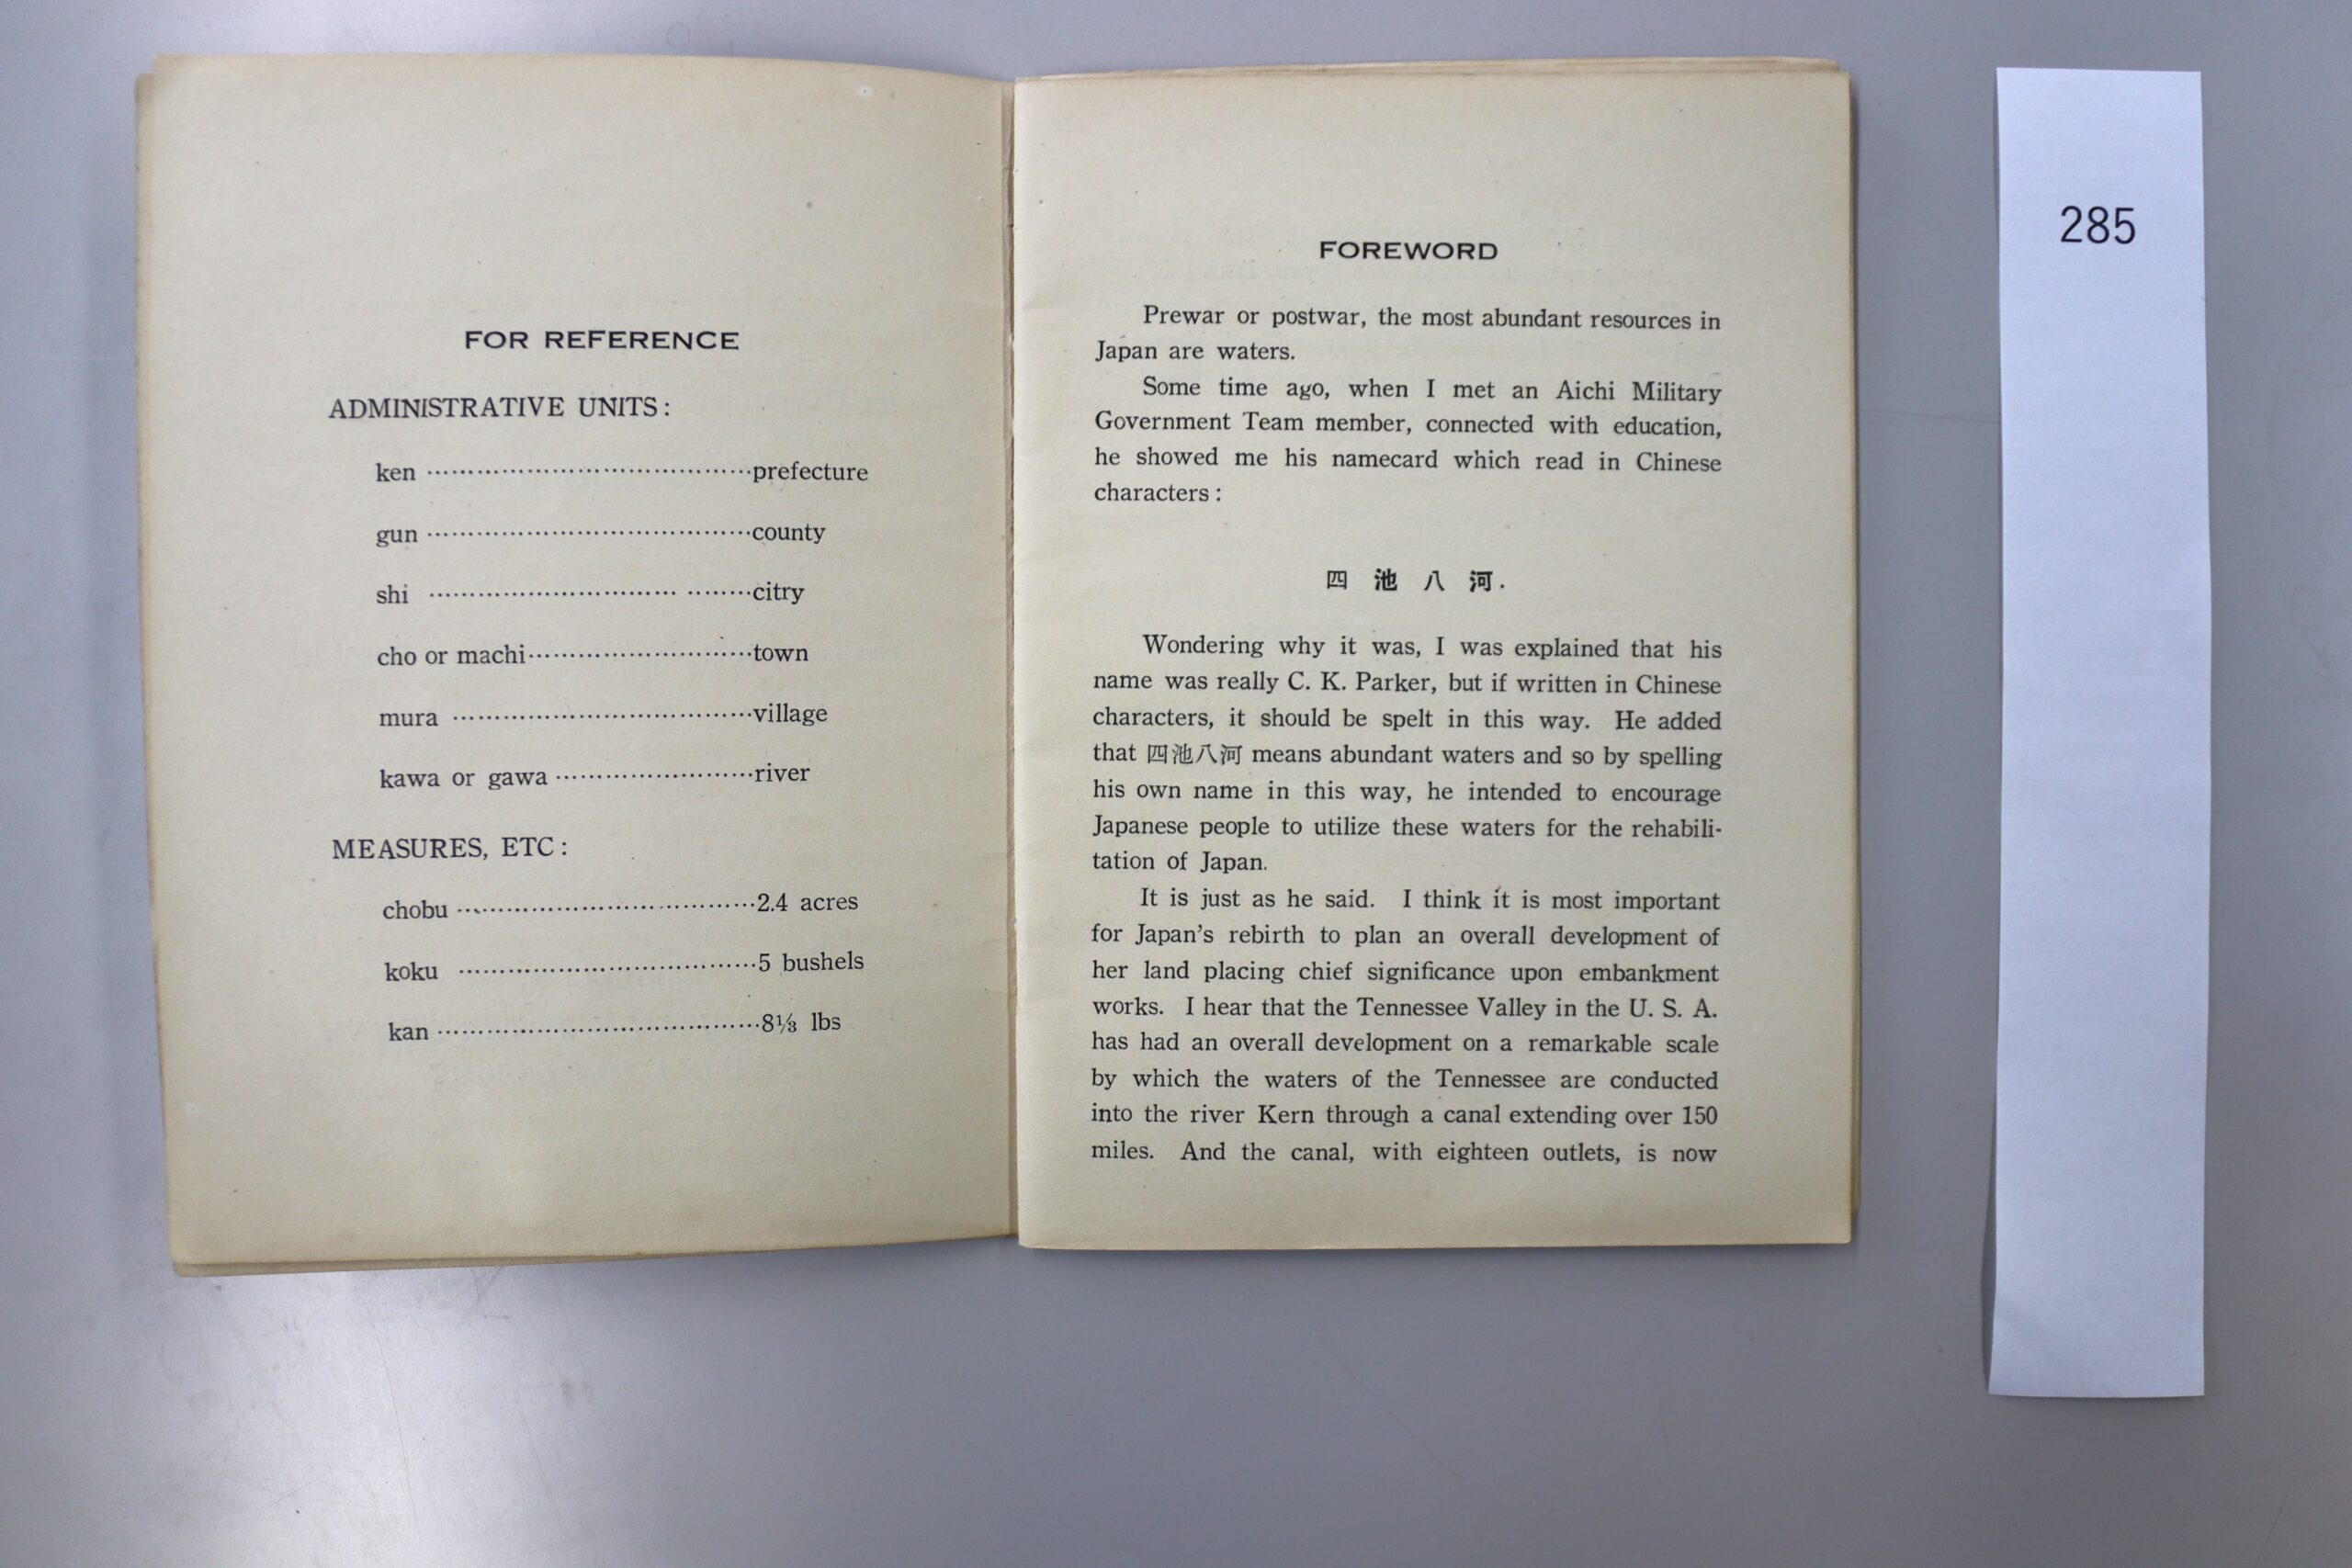 FOR REFERENCE
ADMINISTRATIVE UNITS:
ken ········································prefecture
gun ········································county
shi ······························· ········citry
cho or machi····························town
mura ·····································village
kawa or gawa ·························river
MEASURES, ETC:
chobu ·····································2.4 acres
koku ·····································5 bushels
kan ········································8⅓ lbs
FOREWORD
Prewar or postwar, the most abundant resources in
Japan are waters.
Some time ago, when I met an Aichi Military
Government Team member, connected with education,
he showed me his namecard which read in Chinese
characters:
四 池 八 河.
Wondering why it was, I was explained that his
name was really C. K. Parker, but if written in Chinese
characters, it should be spelt in this way. He added
that 四池八河 means abundant waters and so by spelling
his own name in this way, he intended to encourage
Japanese people to utilize these waters for the rehabili-
tation of Japan.
It is just as he said. I think it is most important
for Japan's rebirth to plan an overall development of
her land placing chief significance upon embankment
works. I hear that the Tennessee Valley in the U. S. A.
has had an overall development on a remarkable scale
by which the waters of the Tennessee are conducted
into the river Kern through a canal extending over 150
miles. And the canal, with eighteen outlets, is now
285